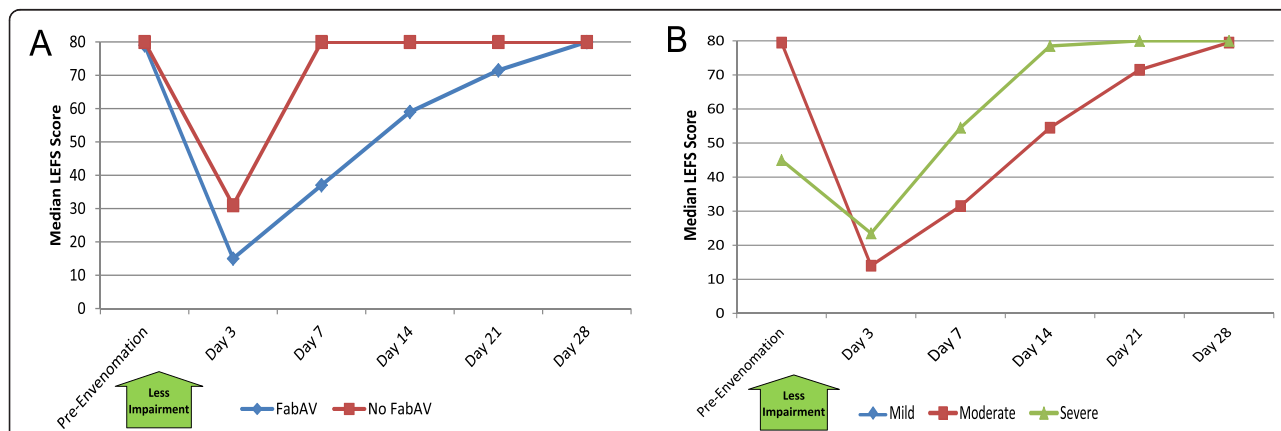 A
Median LEFS Score
80
70
60
50
40
30
20
10
0
Pre-Envenomation
Day 3
Day 7
Day 14
Day 21
Day 28
Less
Impairment
FabAV
No FabAV
B
Median LEFS Score
80
70
60
50
40
30
20
10
0
Pre-Envenomation
Day 3
Day 7
Day 14
Day 21
Day 28
Less
Impairment
Mild
Moderate
Severe